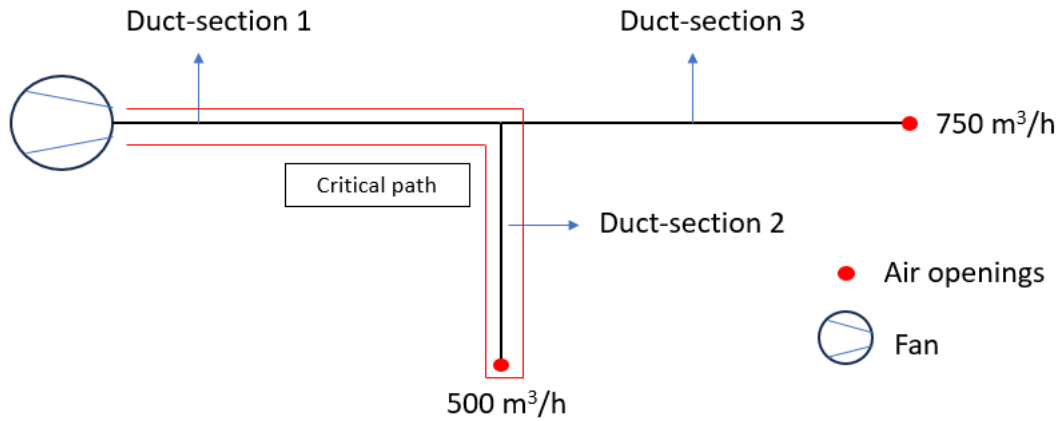 Duct-section 1
Duct-section 3
750 m³/h
Critical path
Duct-section 2
Air openings
Fan
500 m³/h